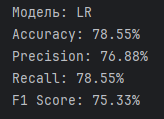 Модель: LR
Accuracy: 78.55%
Precision: 76.88%
Recall: 78.55%
F1 Score: 75.33%